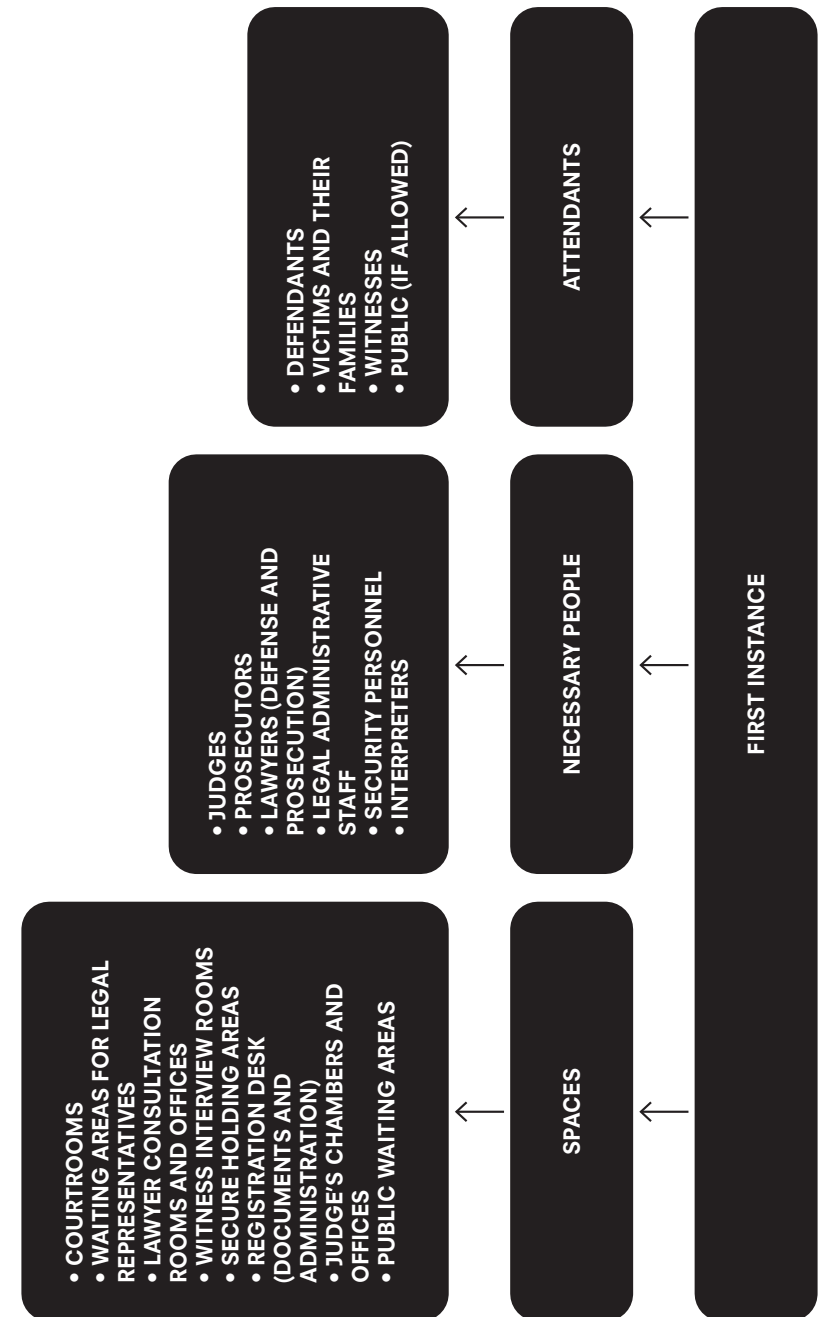 • COURTROOMS
• WAITING AREAS FOR LEGAL
REPRESENTATIVES
• LAWYER CONSULTATION
ROOMS AND OFFICES
• WITNESS INTERVIEW ROOMS
• SECURE HOLDING AREAS
• REGISTRATION DESK
(DOCUMENTS AND
ADMINISTRATION)
• JUDGE'S CHAMBERS AND
OFFICES
• PUBLIC WAITING AREAS
• JUDGES
• PROSECUTORS
• LAWYERS (DEFENSE AND
PROSECUTION)
• LEGAL ADMINISTRATIVE
STAFF
• SECURITY PERSONNEL
• INTERPRETERS
• DEFENDANTS
• VICTIMS AND THEIR
FAMILIES
• WITNESSES
• PUBLIC (IF ALLOWED)
SPACES
NECESSARY PEOPLE
ATTENDANTS
FIRST INSTANCE